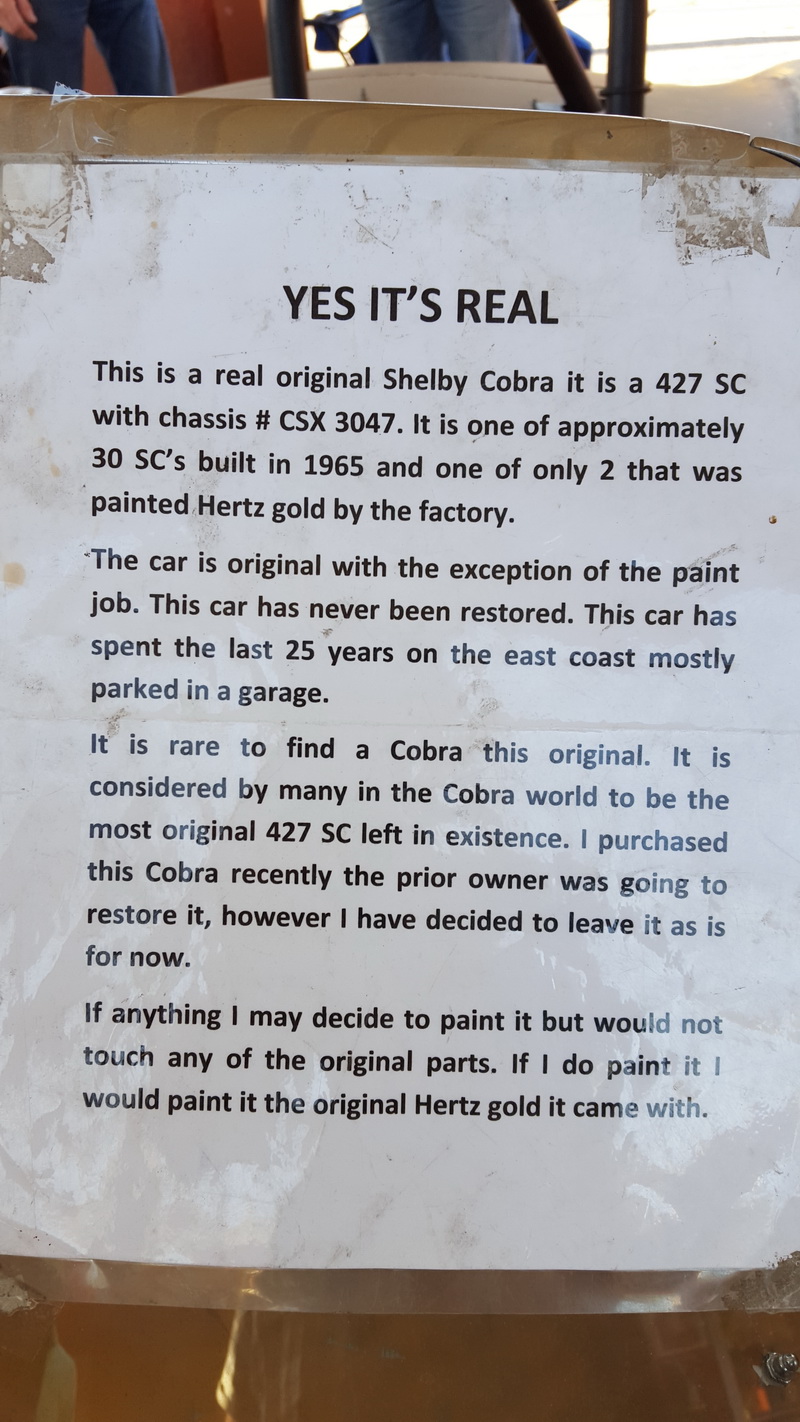 YES IT'S REAL
This is a real original Shelby Cobra it is a 427 SC
with chassis # CSX 3047. It is one of approximately
30 SC's built in 1965 and one of only 2 that was
painted Hertz gold by the factory.
The car is original with the exception of the paint
job. This car has never been restored. This car has
spent the last 25 years on the east coast mostly
parked in a garage.
It is rare to find a Cobra this original. It is
considered by many in the Cobra world to be the
most original 427 SC left in existence. I purchased
this Cobra recently the prior owner was going to
restore it, however I have decided to leave it as is
for now.
If anything I may decide to paint it but would not
touch any of the original parts. If I do paint it I
would paint it the original Hertz gold it came with.